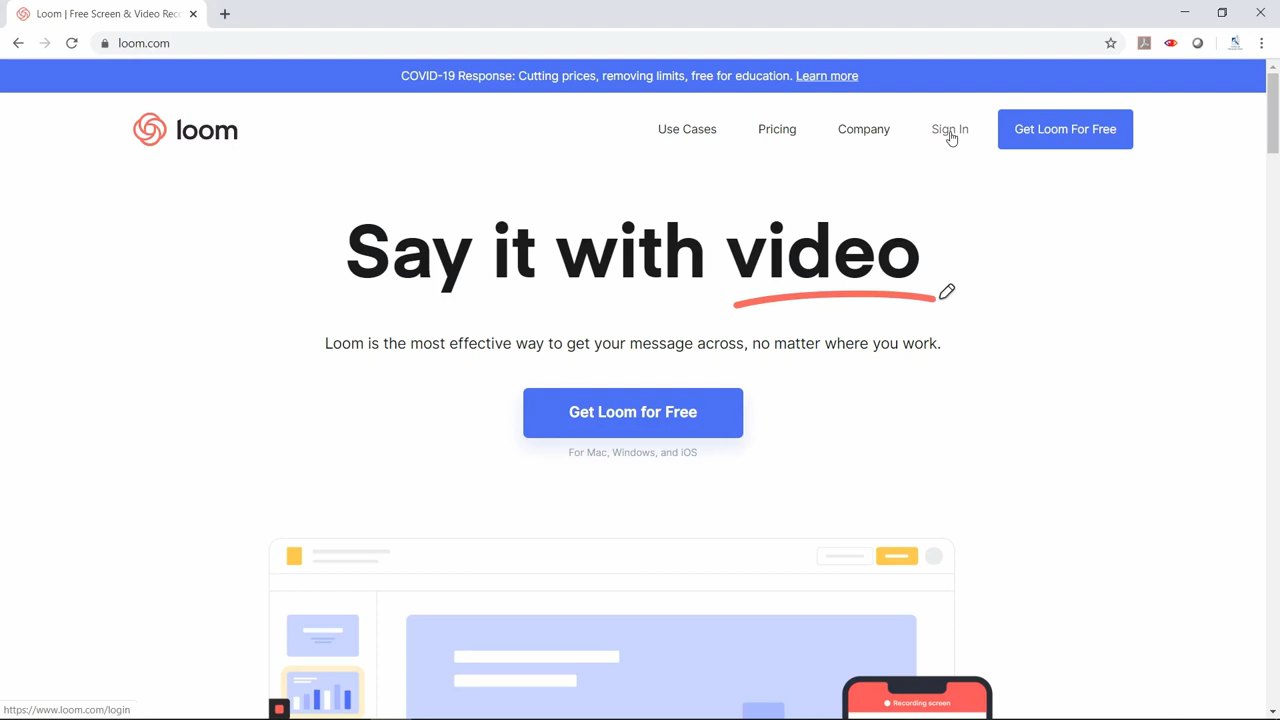 Loom | Free Screen & Video Reco
loom.com
COVID-19 Response: Cutting prices, removing limits, free for education. Learn more
loom
Use Cases
Pricing
Company
Sign In
Get Loom For Free
Say it with video
Loom is the most effective way to get your message across, no matter where you work.
Get Loom for Free
For Mac, Windows, and iOS
Recording screen
https://www.loom.com/login